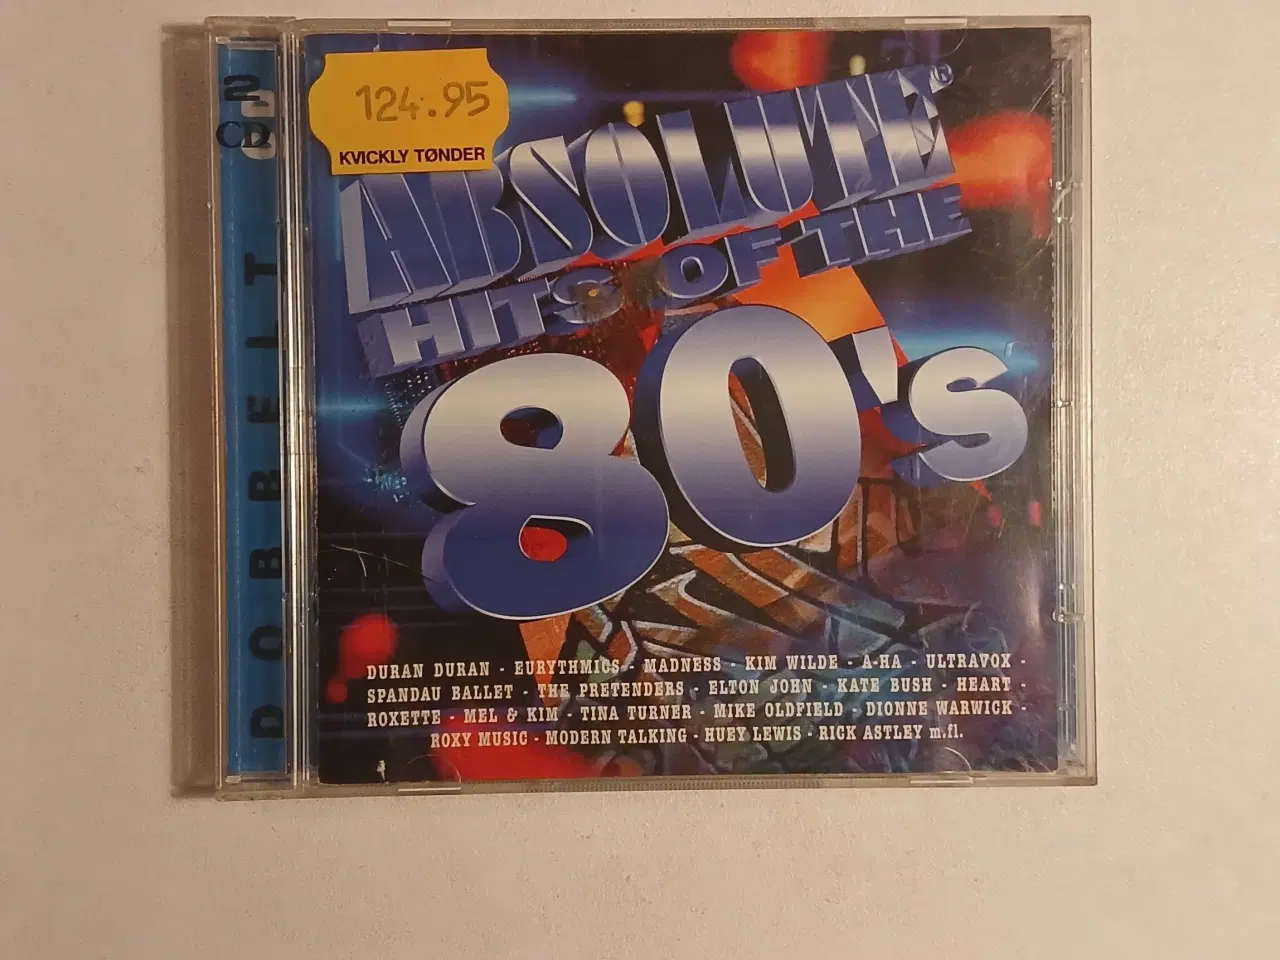 2
CD
DOBBELT
124.95
KVICKLY TØNDER
ABSOLUTE®
HITS OF THE
80's
DURAN DURAN - EURYTHMICS - MADNESS - KIM WILDE - A-HA - ULTRAVOX -
SPANDAU BALLET - THE PRETENDERS - ELTON JOHN - KATE BUSH - HEART -
ROXETTE - MEL & KIM - TINA TURNER - MIKE OLDFIELD - DIONNE WARWICK -
ROXY MUSIC - MODERN TALKING - HUEY LEWIS - RICK ASTLEY m.fl.